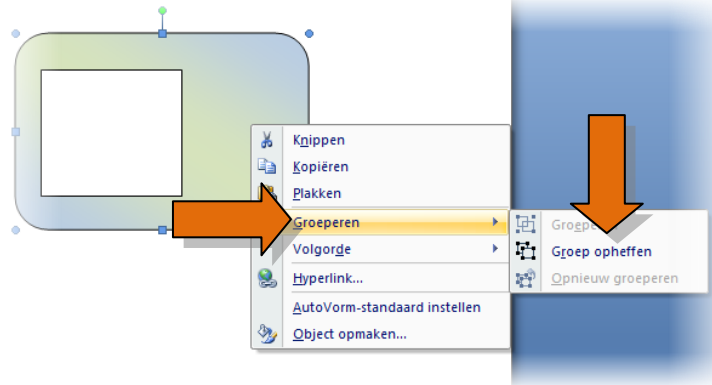 Knippen
Kopiëren
Plakken
Groeperen
Volgorde
Hyperlink...
AutoVorm-standaard instellen
Object opmaken...
Groep opheffen
Opnieuw groeperen